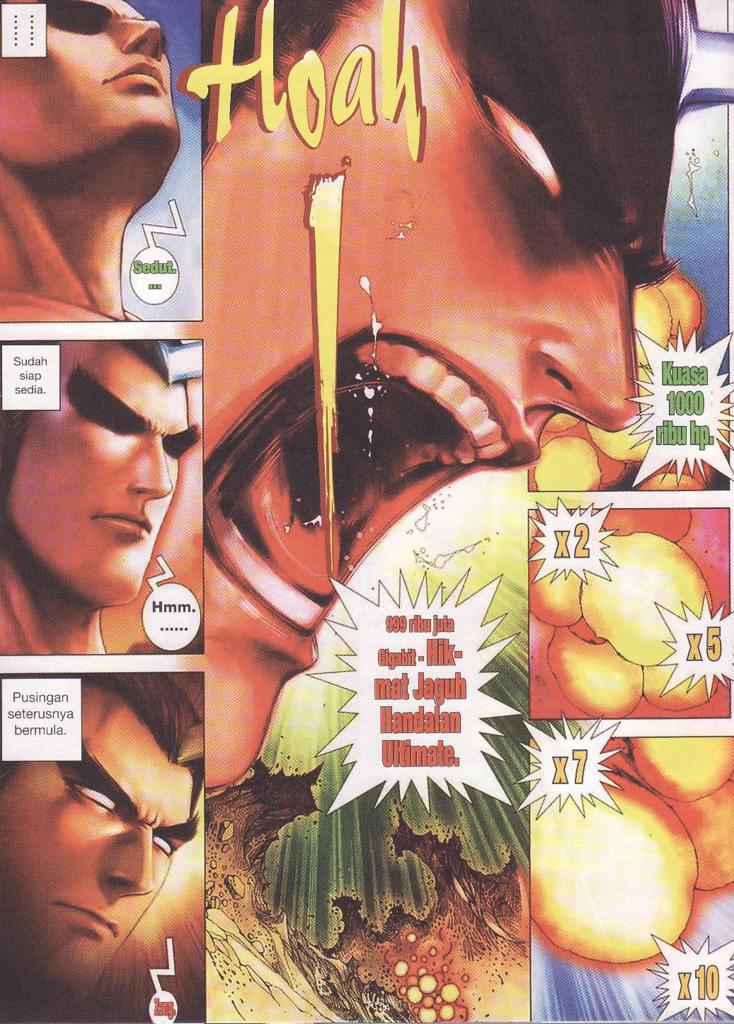 ......
Sedut.
...
Sudah
siap
sedia.
Hmm.
......
Pusingan
seterusnya
bermula.
Zang.
Hoah
!
999 ribu juta
Gigabit - Hik-
mat Jaguh
Handalan
Ultimate.
Kuasa
1000
ribu hp.
x2
x5
x7
x10